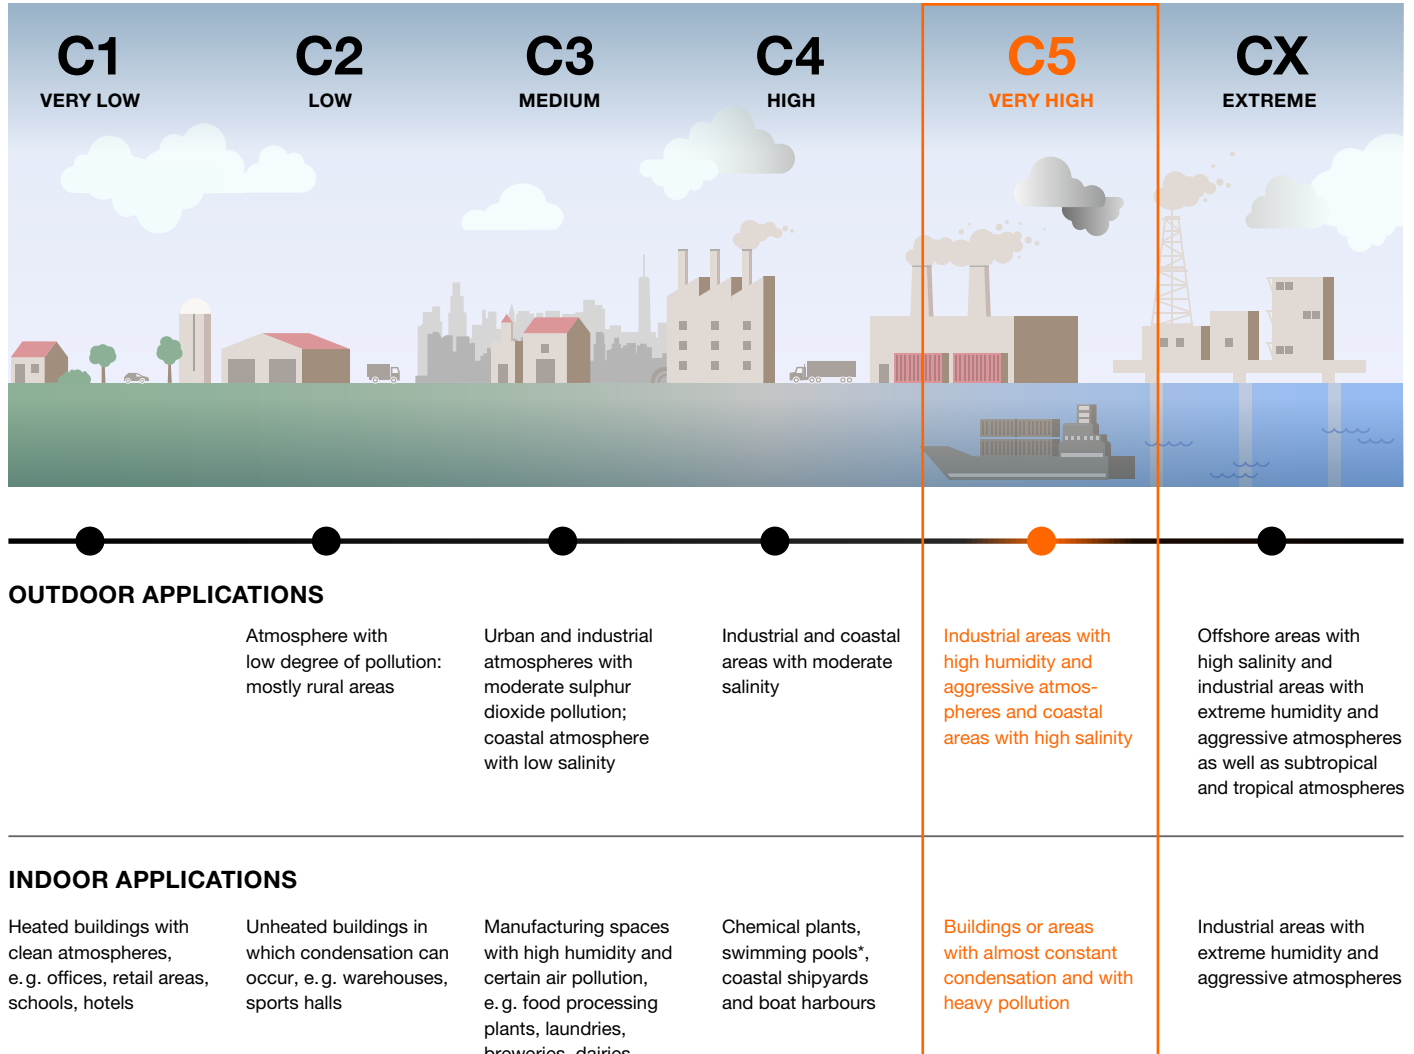 C1
VERY LOW
C2
LOW
C3
MEDIUM
C4
HIGH
C5
VERY HIGH
CX
EXTREME
OUTDOOR APPLICATIONS
Atmosphere with
low degree of pollution:
mostly rural areas
Urban and industrial
atmospheres with
moderate sulphur
dioxide pollution;
coastal atmosphere
with low salinity
Industrial and coastal
areas with moderate
salinity
Industrial areas with
high humidity and
aggressive atmos-
pheres and coastal
areas with high salinity
Offshore areas with
high salinity and
industrial areas with
extreme humidity and
aggressive atmospheres
as well as subtropical
and tropical atmospheres
INDOOR APPLICATIONS
Heated buildings with
clean atmospheres,
e.g. offices, retail areas,
schools, hotels
Unheated buildings in
which condensation can
occur, e.g. warehouses,
sports halls
Manufacturing spaces
with high humidity and
certain air pollution,
e.g. food processing
plants, laundries,
breweries, dairies
Chemical plants,
swimming pools*,
coastal shipyards
and boat harbours
Buildings or areas
with almost constant
condensation and with
heavy pollution
Industrial areas with
extreme humidity and
aggressive atmospheres